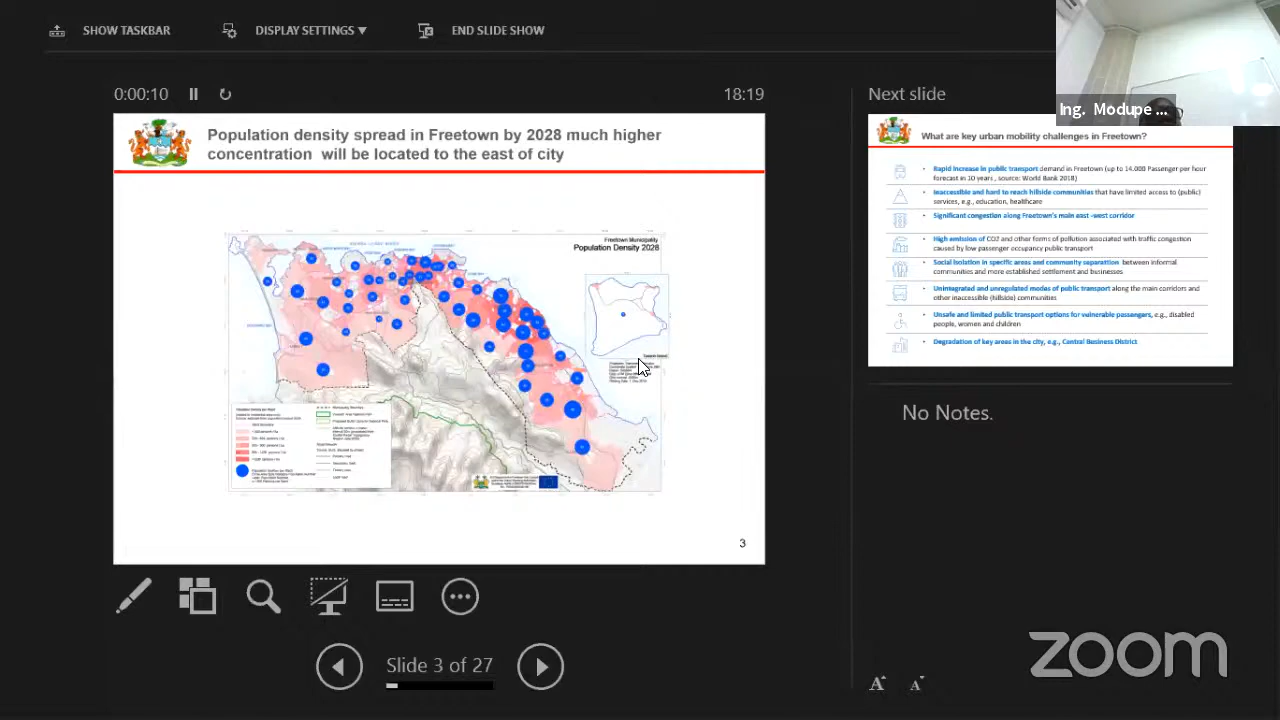 SHOW TASKBAR
DISPLAY SETTINGS
END SLIDE SHOW
0:00:10
18:19
Next slide
Ing. Modupe ...
Population density spread in Freetown by 2028 much higher
concentration will be located to the east of city
Freetown Municipality
Population Density 2028
3
What are key urban mobility challenges in Freetown?
Rapid increase in public transport demand in Freetown (up to 14.000 Passenger per hour
forecast in 10 years , source: World Bank 2018)
Inaccessible and hard to reach hillside communities that have limited access to (public)
services, e.g., education, healthcare
Significant congestion along Freetown's main east -west corridor
High emission of CO2 and other forms of pollution associated with traffic congestion
caused by low passenger occupancy public transport
Social isolation in specific areas and community separation between informal
communities and more established settlement and businesses
Unintegrated and unregulated modes of public transport along the main corridors and
other inaccessible (hillside) communities
Unsafe and limited public transport options for vulnerable passengers, e.g., disabled
people, women and children
Degradation of key areas in the city, e.g., Central Business District
No Notes.
Slide 3 of 27
A A
zoom